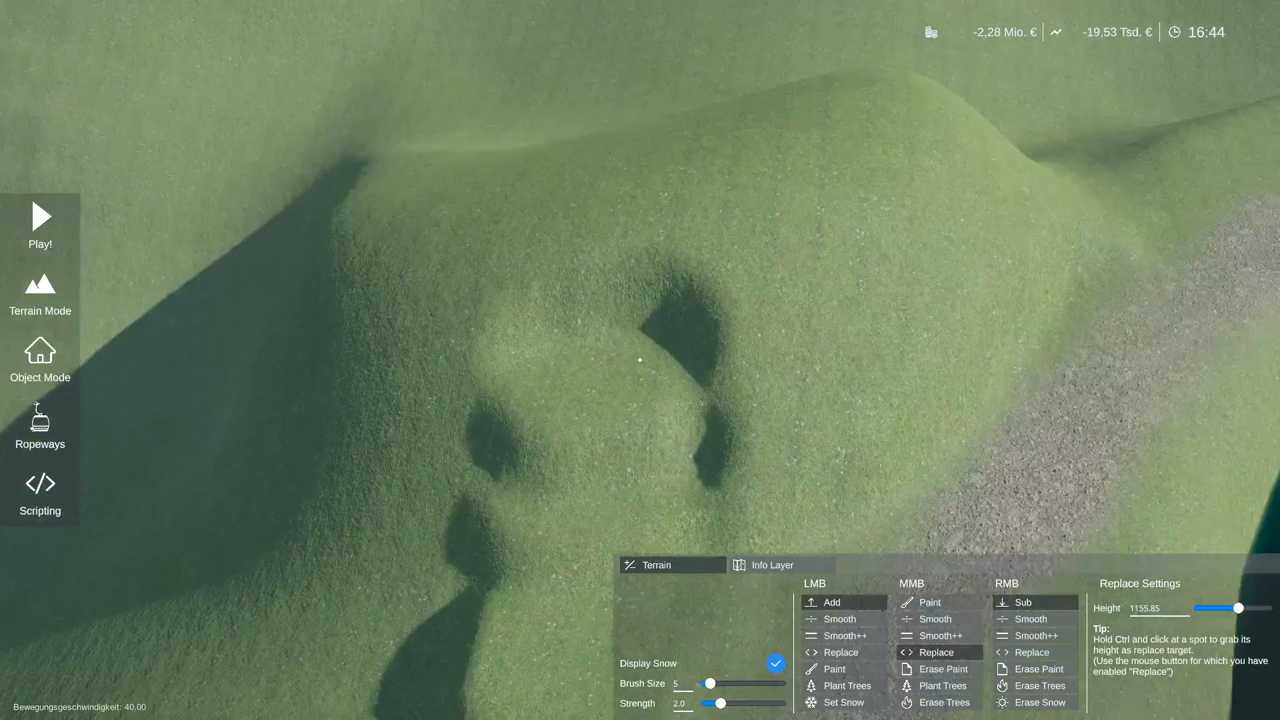 -2,28 Mio. € -19,53 Tsd. € 16:44
Play!
Terrain Mode
Object Mode
Ropeways
Scripting
Terrain Info Layer
Display Snow
Brush Size 5
Strength 2.0
LMB
Add
Smooth
Smooth++
Replace
Paint
Plant Trees
Set Snow
MMB
Paint
Smooth
Smooth++
Replace
Erase Paint
Plant Trees
Erase Trees
RMB
Sub
Smooth
Smooth++
Replace
Erase Paint
Erase Trees
Erase Snow
Replace Settings
Height 1155.85
Tip:
Hold Ctrl and click at a spot to grab its
height as replace target.
(Use the mouse button for which you have
enabled "Replace")
Bewegungsgeschwindigkeit: 40.00